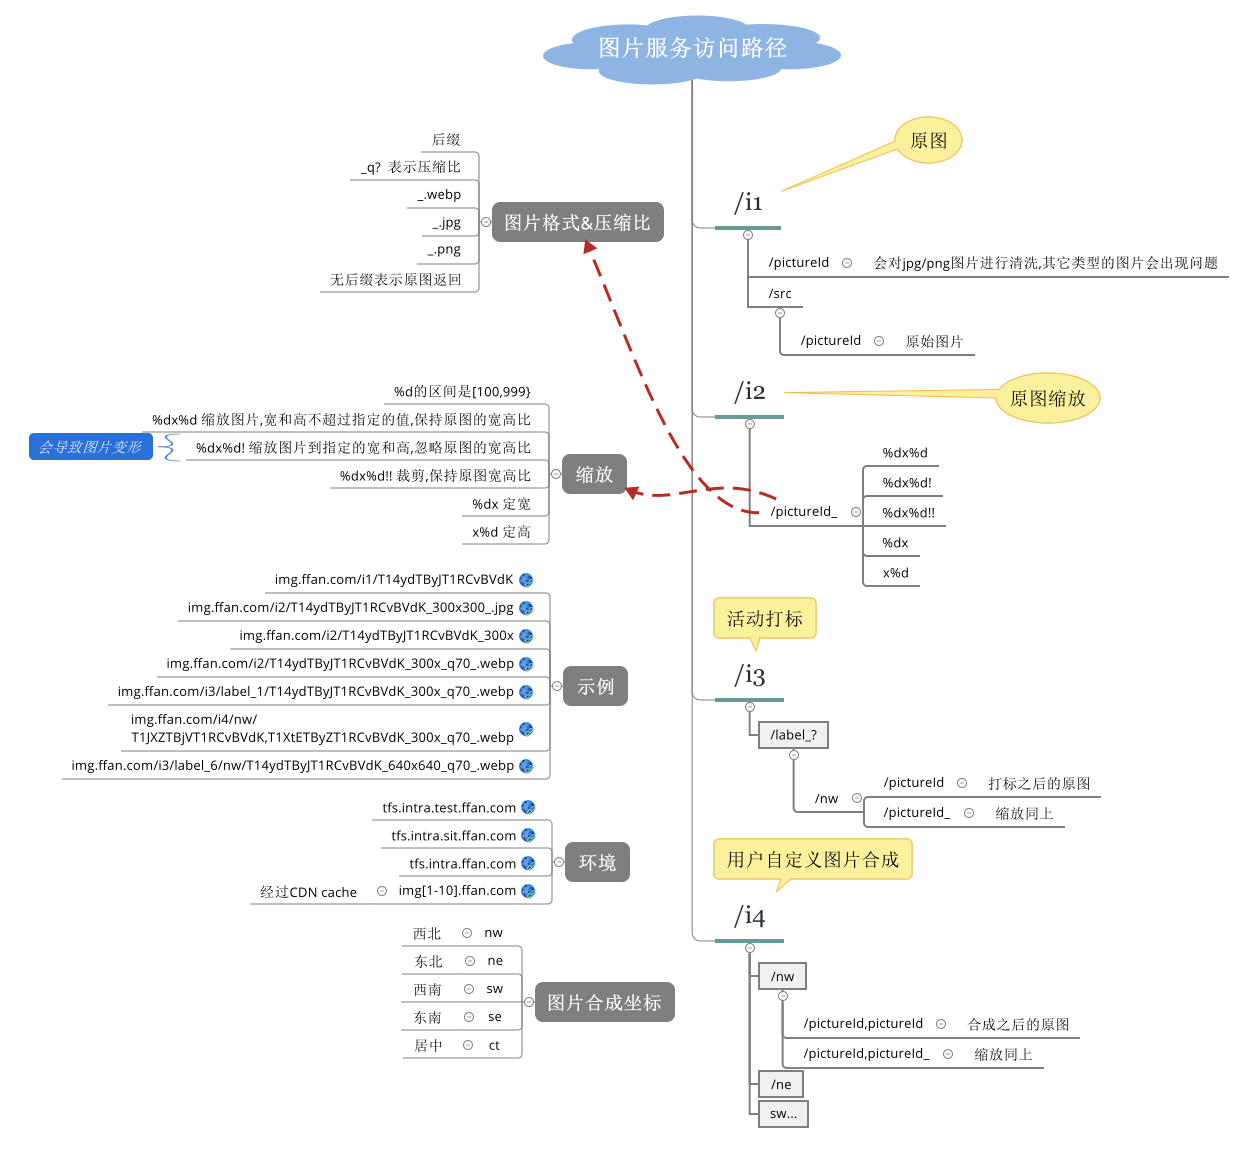 图片服务访问路径
原图
/i1
/pictureId
会对jpg/png图片进行清洗,其它类型的图片会出现问题
/src
/pictureId
原始图片
/i2
原图缩放
/pictureId_
%dx%d
%dx%d!
%dx%d!!
%dx
x%d
活动打标
/i3
/label_?
/nw
/pictureId
打标之后的原图
/pictureId_
缩放同上
用户自定义图片合成
/i4
/nw
/pictureId,pictureId
合成之后的原图
/pictureId,pictureId_
缩放同上
/ne
sw...
图片格式&压缩比
后缀
_q? 表示压缩比
_.webp
_.jpg
_.png
无后缀表示原图返回
缩放
%d的区间是[100,999}
%dx%d 缩放图片,宽和高不超过指定的值,保持原图的宽高比
%dx%d! 缩放图片到指定的宽和高,忽略原图的宽高比
会导致图片变形
%dx%d!! 裁剪,保持原图宽高比
%dx 定宽
x%d 定高
示例
img.ffan.com/i1/T14ydTByJT1RCvBVdK
img.ffan.com/i2/T14ydTByJT1RCvBVdK_300x300_.jpg
img.ffan.com/i2/T14ydTByJT1RCvBVdK_300x
img.ffan.com/i2/T14ydTByJT1RCvBVdK_300x_q70_.webp
img.ffan.com/i3/label_1/T14ydTByJT1RCvBVdK_300x_q70_.webp
img.ffan.com/i4/nw/
T1JXZTBjVT1RCvBVdK,T1XtETByZT1RCvBVdK_300x_q70_.webp
img.ffan.com/i3/label_6/nw/T14ydTByJT1RCvBVdK_640x640_q70_.webp
环境
tfs.intra.test.ffan.com
tfs.intra.sit.ffan.com
tfs.intra.ffan.com
经过CDN cache
img[1-10].ffan.com
图片合成坐标
西北
nw
东北
ne
西南
sw
东南
se
居中
ct